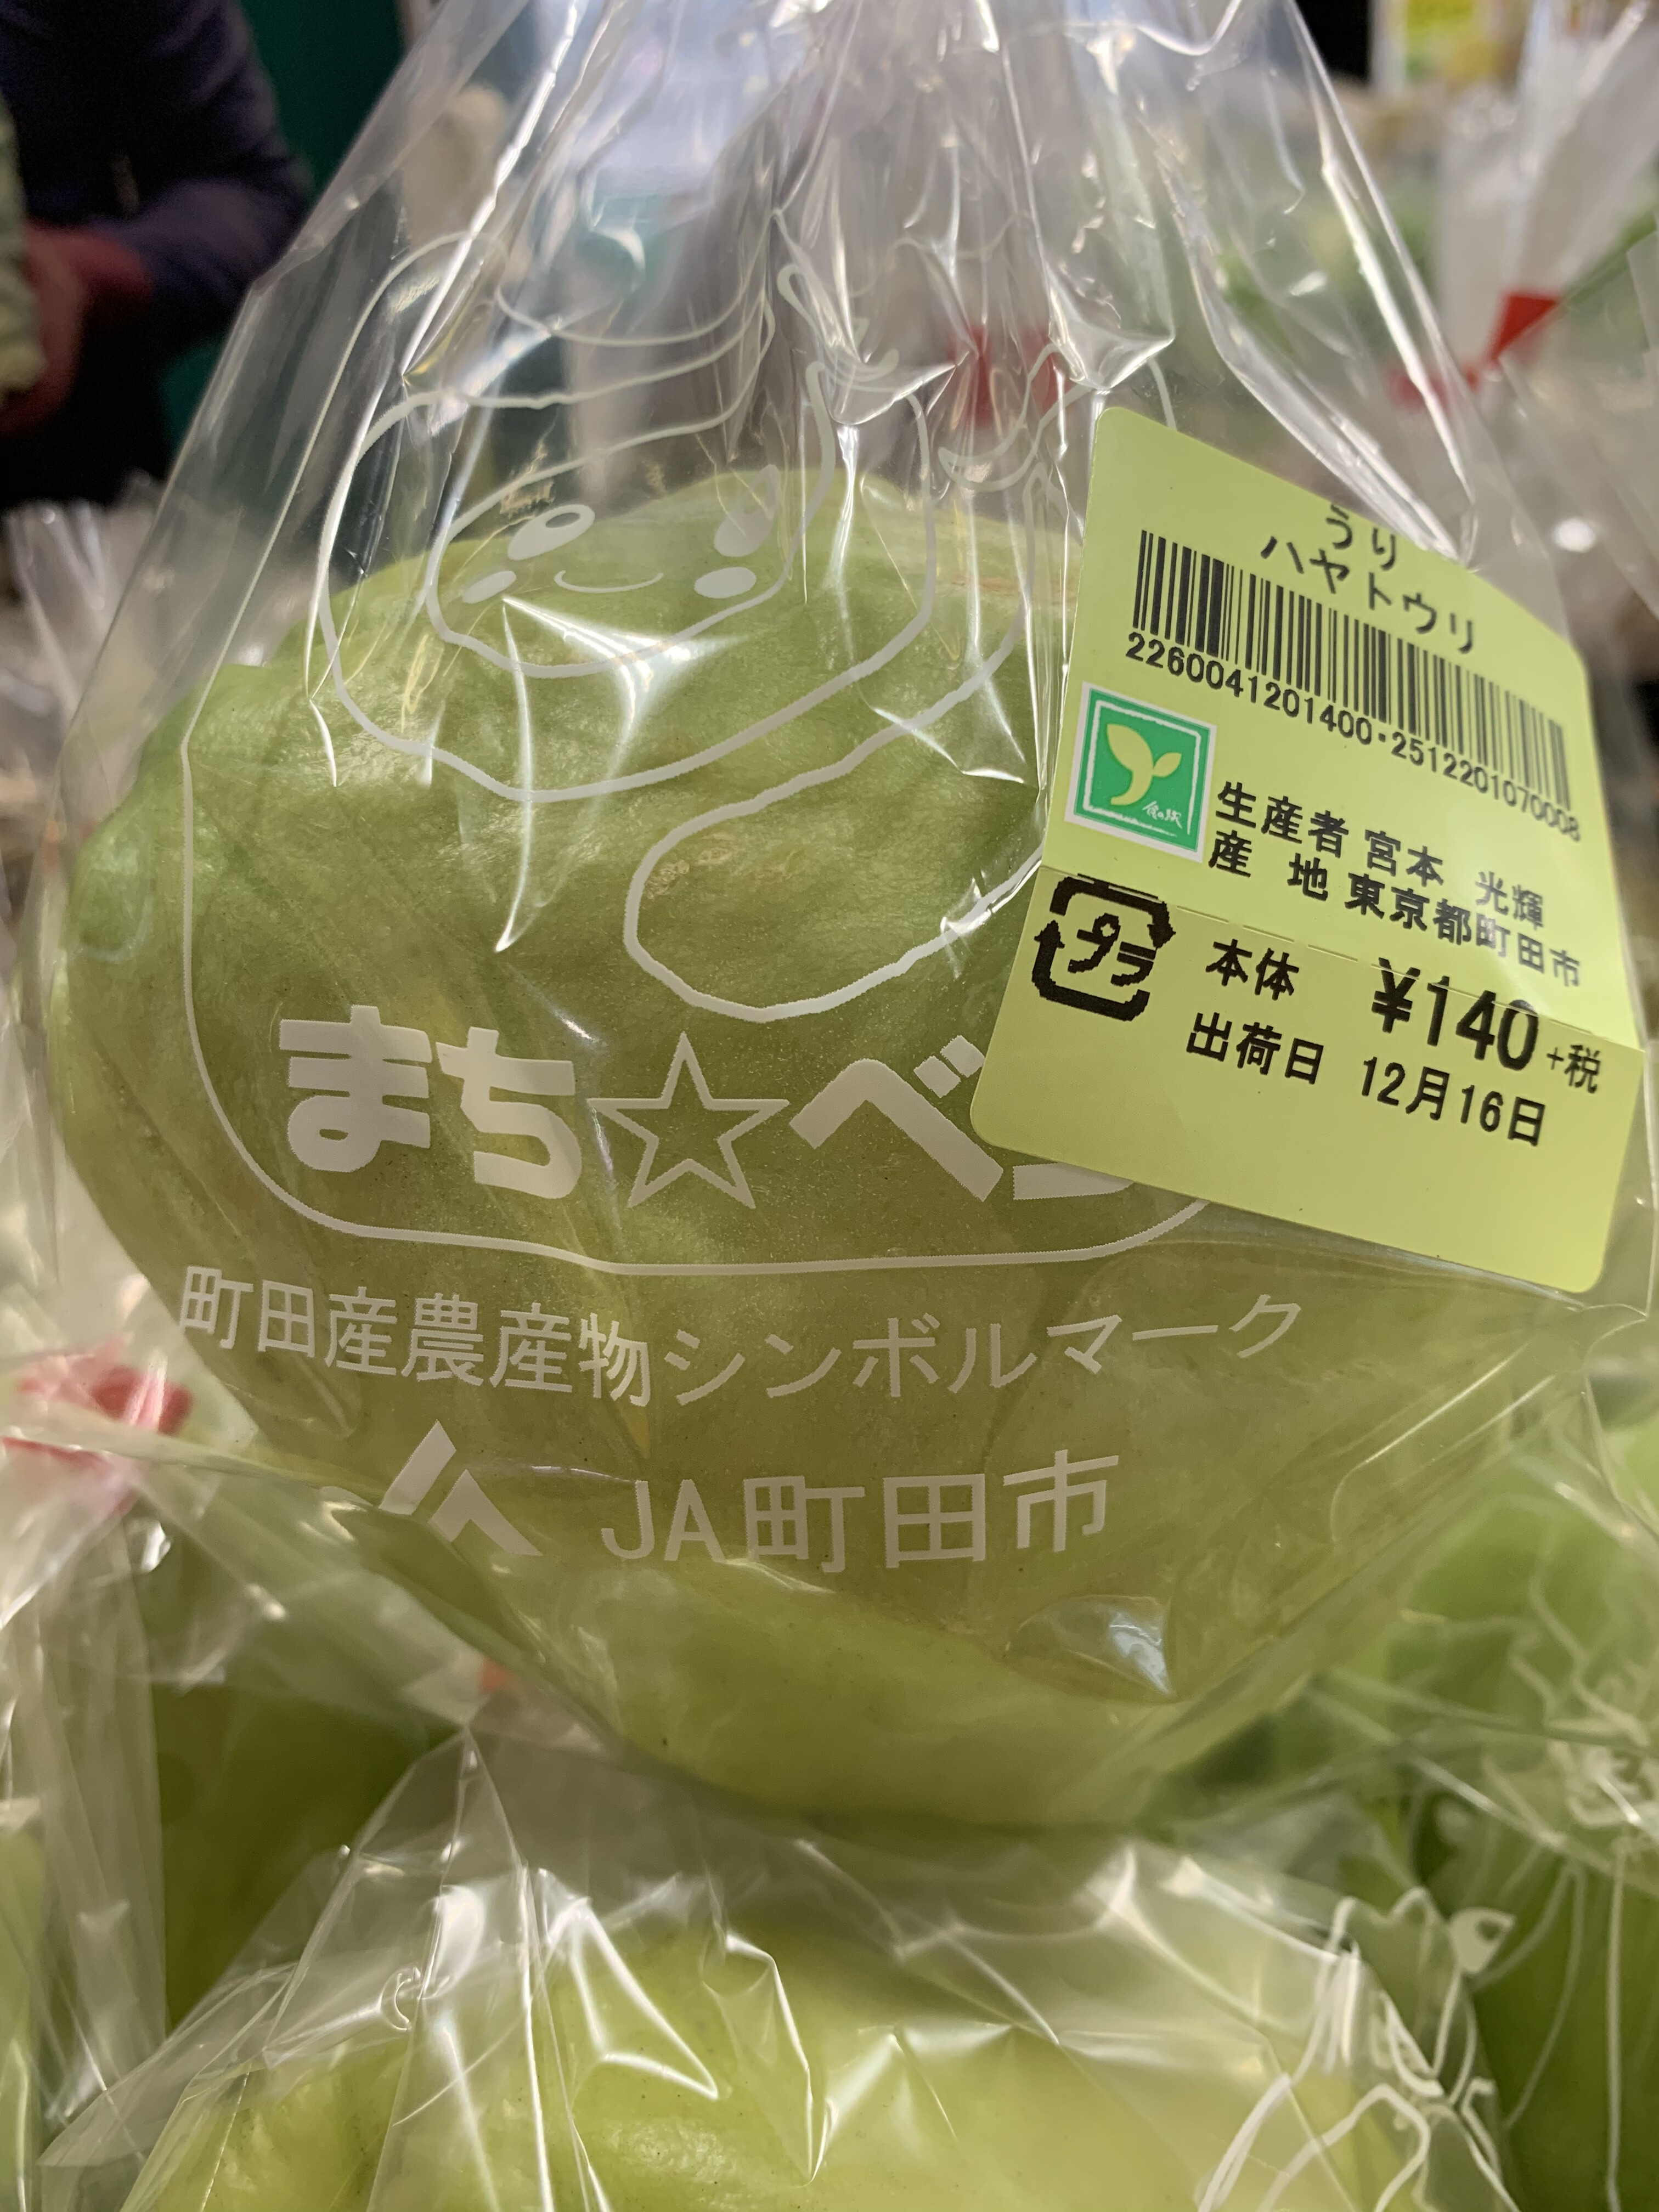 うり
ハヤトウリ
2260041201400・2512201070008
生産者 宮本 光輝
産 地 東京都町田市
プラ
本体 ¥140+税
出荷日 12月16日
まち☆ベ
町田産農産物シンボルマーク
JA町田市